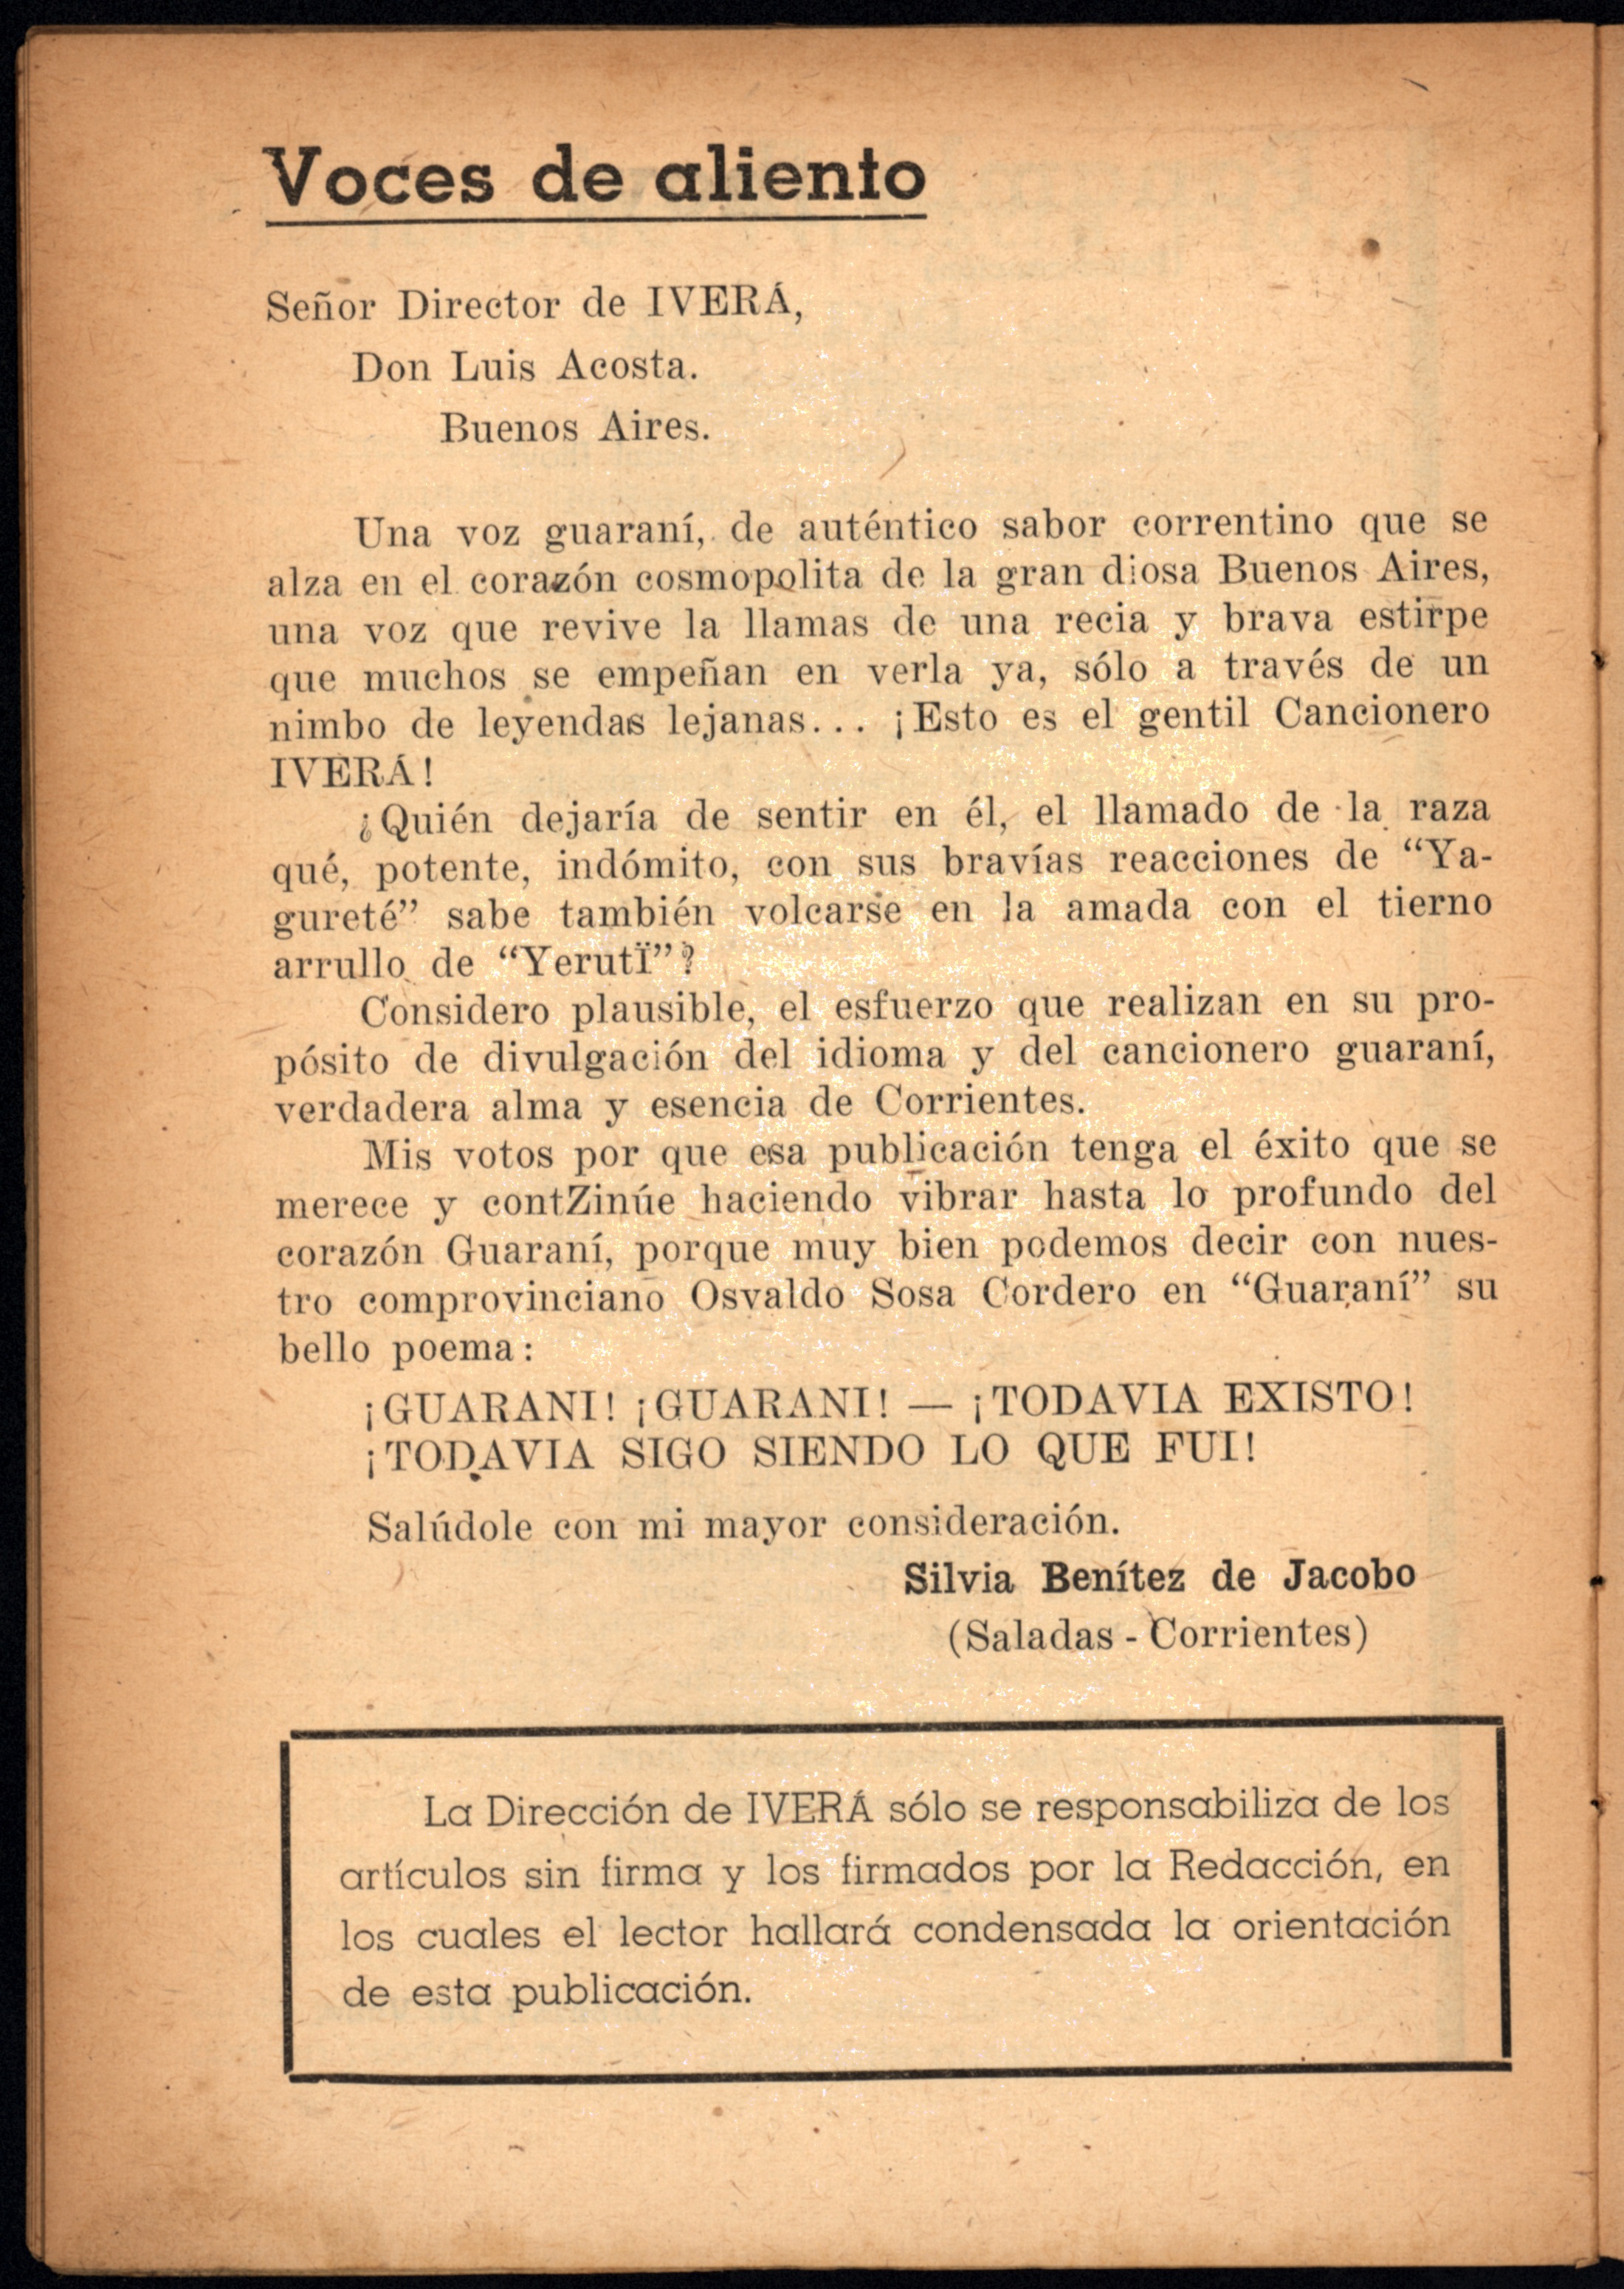 Voces de aliento
Señor Director de IVERÁ,
Don Luis Acosta.
Buenos Aires.
Una voz guaraní, de auténtico sabor correntino que se
alza en el corazón cosmopolita de la gran diosa Buenos Aires,
una voz que revive la llamas de una recia y brava estirpe
que muchos se empeñan en verla ya, sólo a través de un
nimbo de leyendas lejanas... ¡Esto es el gentil Cancionero
IVERÁ!
¿Quién dejaría de sentir en él, el llamado de la raza
qué, potente, indómito, con sus bravías reacciones de “Ya-
gureté” sabe también volcarse en la amada con el tierno
arrullo de “YerutÏ”?
Considero plausible, el esfuerzo que realizan en su pro-
pósito de divulgación del idioma y del cancionero guaraní,
verdadera alma y esencia de Corrientes.
Mis votos por que esa publicación tenga el éxito que se
merece y contZinúe haciendo vibrar hasta lo profundo del
corazón Guaraní, porque muy bien podemos decir con nues-
tro comprovinciano Osvaldo Sosa Cordero en “Guaraní” su
bello poema:
¡GUARANI! ¡GUARANI! — ¡TODAVIA EXISTO!
¡TODAVIA SIGO SIENDO LO QUE FUI!
Salúdole con mi mayor consideración.
Silvia Benítez de Jacobo
(Saladas - Corrientes)
La Dirección de IVERÁ sólo se responsabiliza de los
artículos sin firma y los firmados por la Redacción, en
los cuales el lector hallará condensada la orientación
de esta publicación.